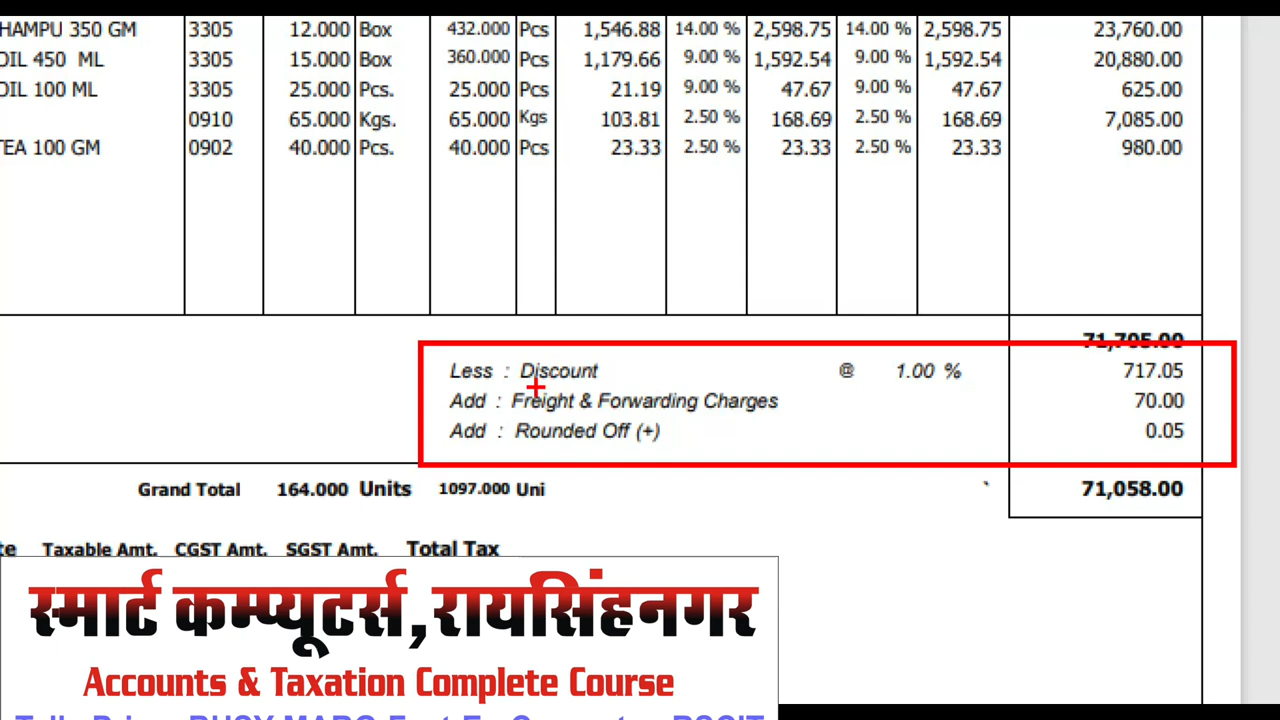 HAMPU 350 GM 3305 12.000 Box 432.000 Pcs 1,546.88 14.00 % 2,598.75 14.00 % 2,598.75 23,760.00
OIL 450 ML 3305 15.000 Box 360.000 Pcs 1,179.66 9.00 % 1,592.54 9.00 % 1,592.54 20,880.00
OIL 100 ML 3305 25.000 Pcs. 25.000 Pcs 21.19 9.00 % 47.67 9.00 % 47.67 625.00
0910 65.000 Kgs. 65.000 Kgs 103.81 2.50 % 168.69 2.50 % 168.69 7,085.00
TEA 100 GM 0902 40.000 Pcs. 40.000 Pcs 23.33 2.50 % 23.33 2.50 % 23.33 980.00
71,705.00
Less : Discount @ 1.00 % 717.05
Add : Freight & Forwarding Charges 70.00
Add : Rounded Off (+) 0.05
Grand Total 164.000 Units 1097.000 Uni ` 71,058.00
Taxable Amt. CGST Amt. SGST Amt. Total Tax
स्मार्ट कम्प्यूटर्स,रायसिंहनगर
Accounts & Taxation Complete Course